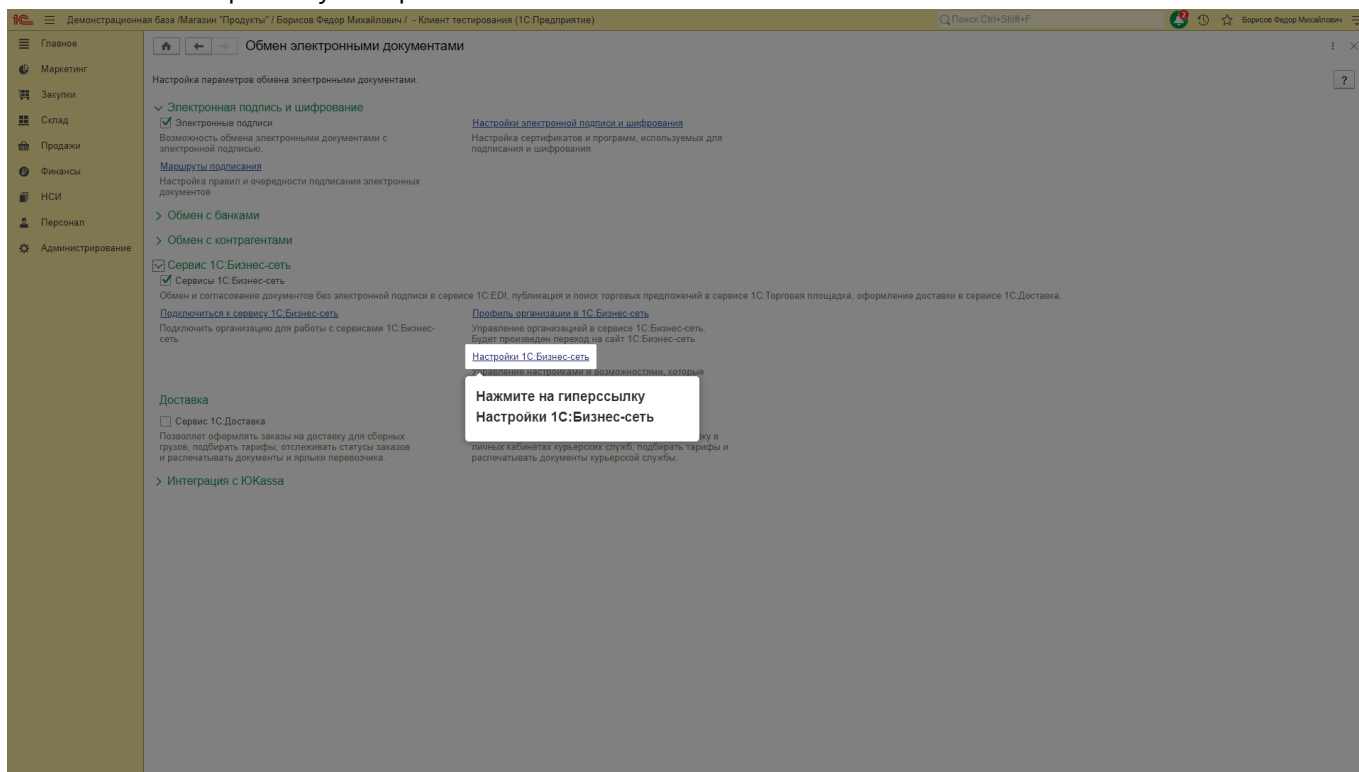 Демонстрационная база /Магазин "Продукты" / Борисов Федор Михайлович / - Клиент тестирования (1С:Предприятие)
Поиск Ctrl+Shift+F
2
Борисов Федор Михайлович
Главное
Маркетинг
Закупки
Склад
Продажи
Финансы
НСИ
Персонал
Администрирование
Обмен электронными документами
Настройка параметров обмена электронными документами.
?
Электронная подпись и шифрование
Электронные подписи
Возможность обмена электронными документами с
электронной подписью.
Настройки электронной подписи и шифрования
Настройка сертификатов и программ, используемых для
подписания и шифрования.
Маршруты подписания
Настройка правил и очередности подписания электронных
документов
Обмен с банками
Обмен с контрагентами
Сервис 1С:Бизнес-сеть
Сервисы 1С:Бизнес-сеть
Обмен и согласование документов без электронной подписи в сервисе 1С:EDI, публикация и поиск торговых предложений в сервисе 1С:Торговая площадка, оформление доставки в сервисе 1С:Доставка.
Подключиться к сервису 1С:Бизнес-сеть
Подключить организацию для работы с сервисами 1С:Бизнес-
сеть
Профиль организации в 1С:Бизнес-сеть
Управление организацией в сервисе 1С:Бизнес-сеть.
Будет произведен переход на сайт 1С:Бизнес-сеть.
Настройки 1С:Бизнес-сеть
Управление настройками и возможностями, которые
Нажмите на гиперссылку
Настройки 1С:Бизнес-сеть
Доставка
Сервис 1С:Доставка
Позволяет оформлять заказы на доставку для сборных
грузов, подбирать тарифы, отслеживать статусы заказов
и распечатывать документы и ярлыки перевозчика.
в
личных кабинетах курьерских служб, подбирать тарифы и
распечатывать документы курьерской службы.
Интеграция с ЮKassa